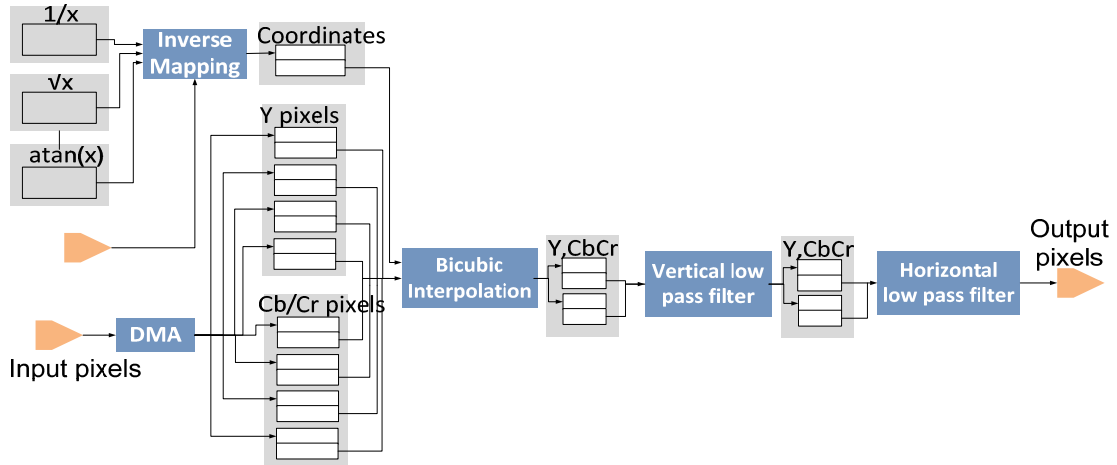 1/x
√x
atan(x)
Inverse
Mapping
Coordinates
Y pixels
Cb/Cr pixels
Input pixels
DMA
Bicubic
Interpolation
Y,CbCr
Vertical low
pass filter
Y,CbCr
Horizontal
low pass filter
Output
pixels